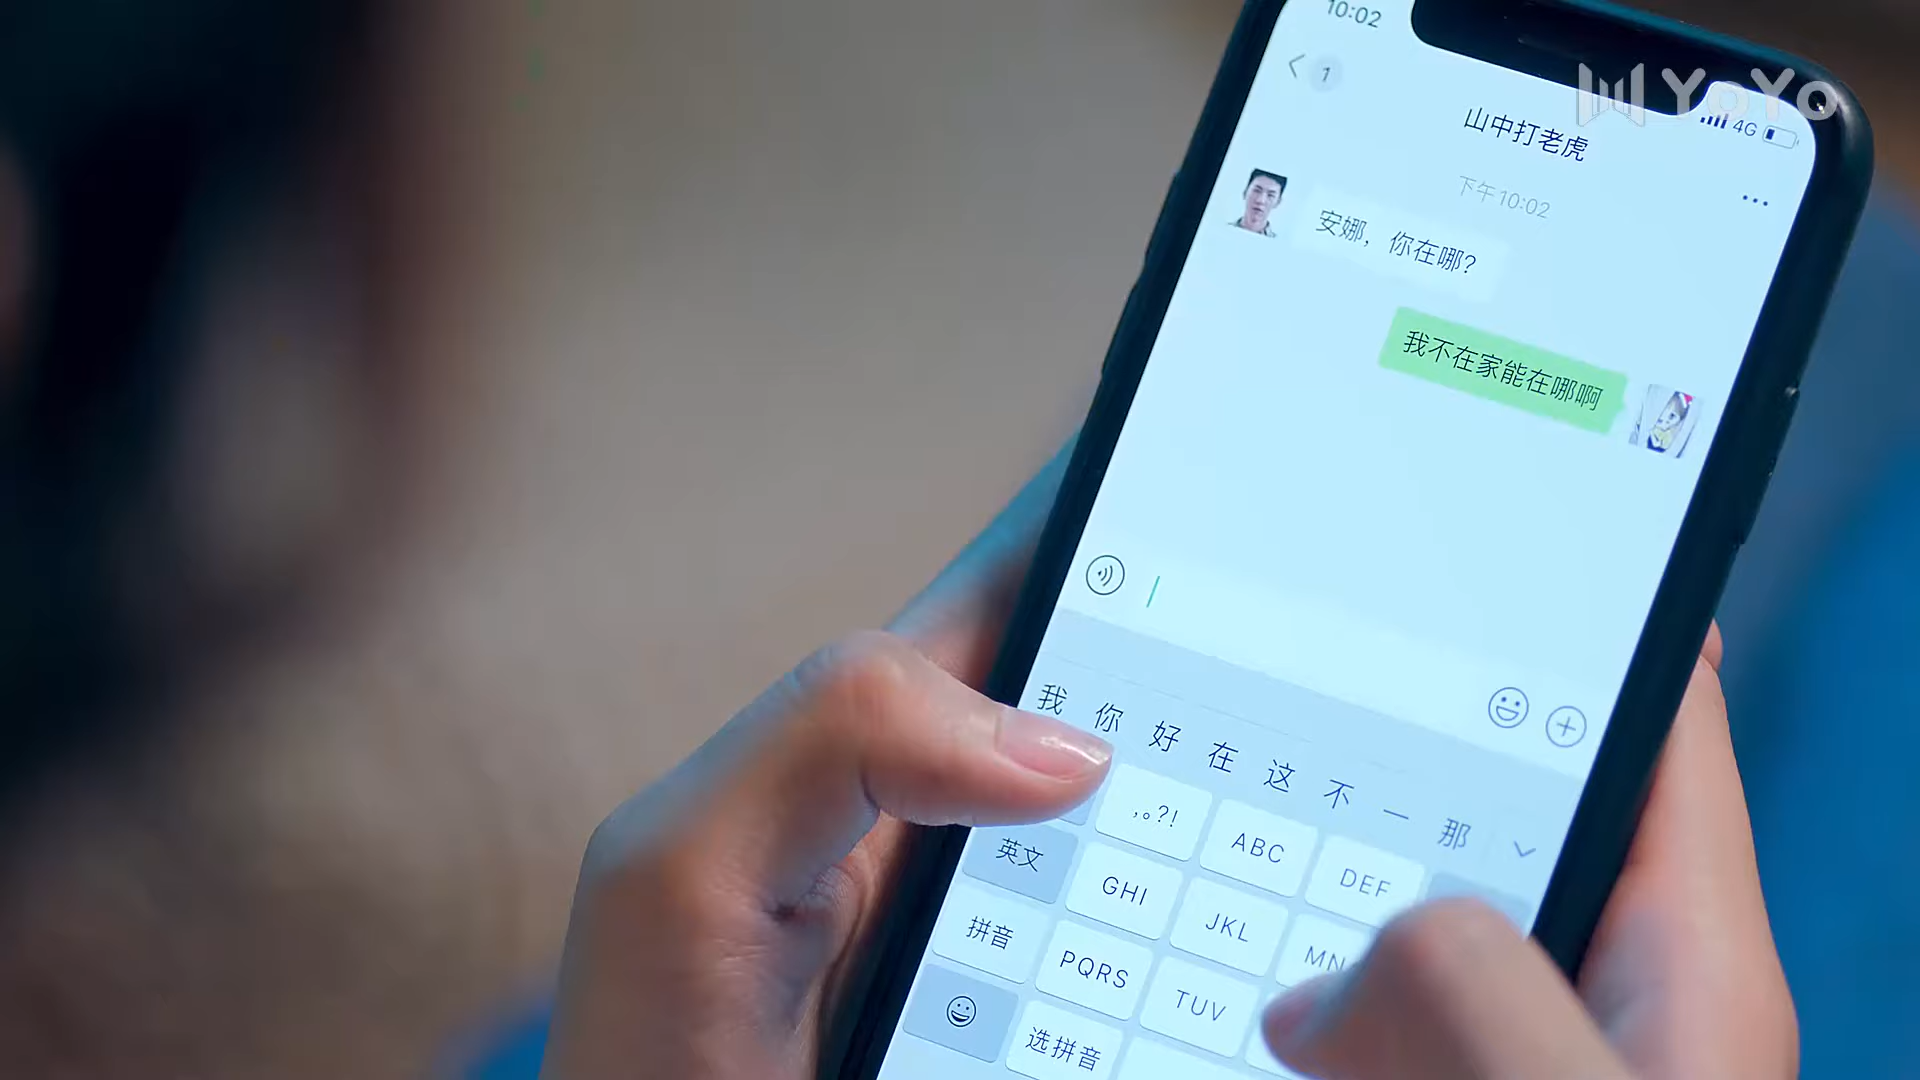 10:02
YOYO
1
4G
山中打老虎
下午10:02
安娜，你在哪？
我不在家能在哪啊
我 你 好 在 这 不 一 那
,。?! ABC DEF
英文 GHI JKL MN
拼音 PQRS TUV
选拼音